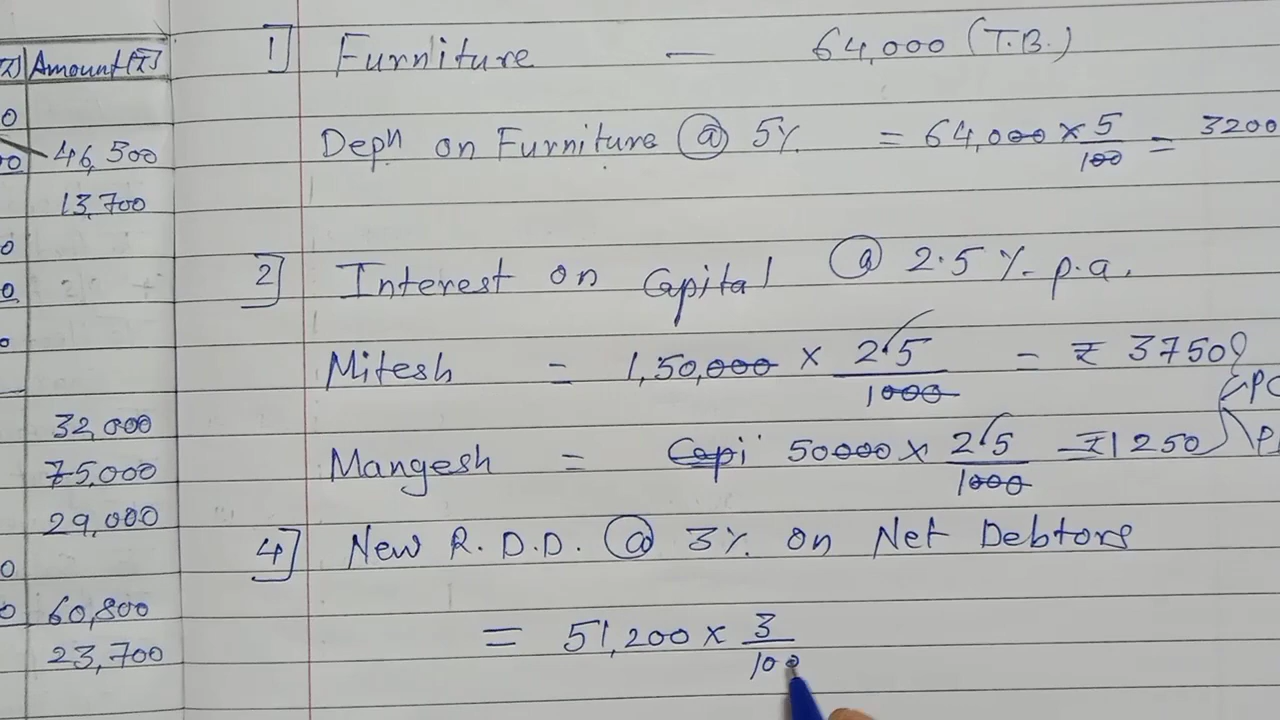 Amount (₹)
46,500
13,700
32,000
75,000
29,000
60,800
23,700
1] Furniture — 64,000 (T.B.)
Depn on Furniture @ 5% = 64,000 × 5/100 = 3200
2] Interest on Capital @ 2.5 % p.a.
Mitesh = 1,50,000 × 2.5/1000 = ₹ 3750
Mangesh = Capi 50000 × 2.5/1000 = ₹1250
4] New R.D.D. @ 3% on Net Debtors
= 51,200 × 3/100